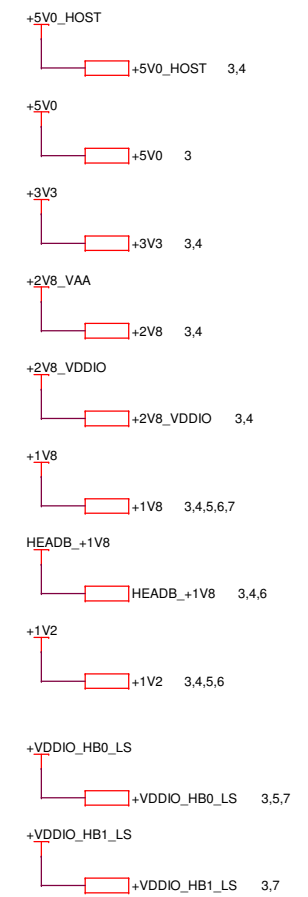 +5V0_HOST
+5V0_HOST 3,4
+5V0
+5V0 3
+3V3
+3V3 3,4
+2V8_VAA
+2V8 3,4
+2V8_VDDIO
+2V8_VDDIO 3,4
+1V8
+1V8 3,4,5,6,7
HEADB_+1V8
HEADB_+1V8 3,4,6
+1V2
+1V2 3,4,5,6
+VDDIO_HB0_LS
+VDDIO_HB0_LS 3,5,7
+VDDIO_HB1_LS
+VDDIO_HB1_LS 3,7